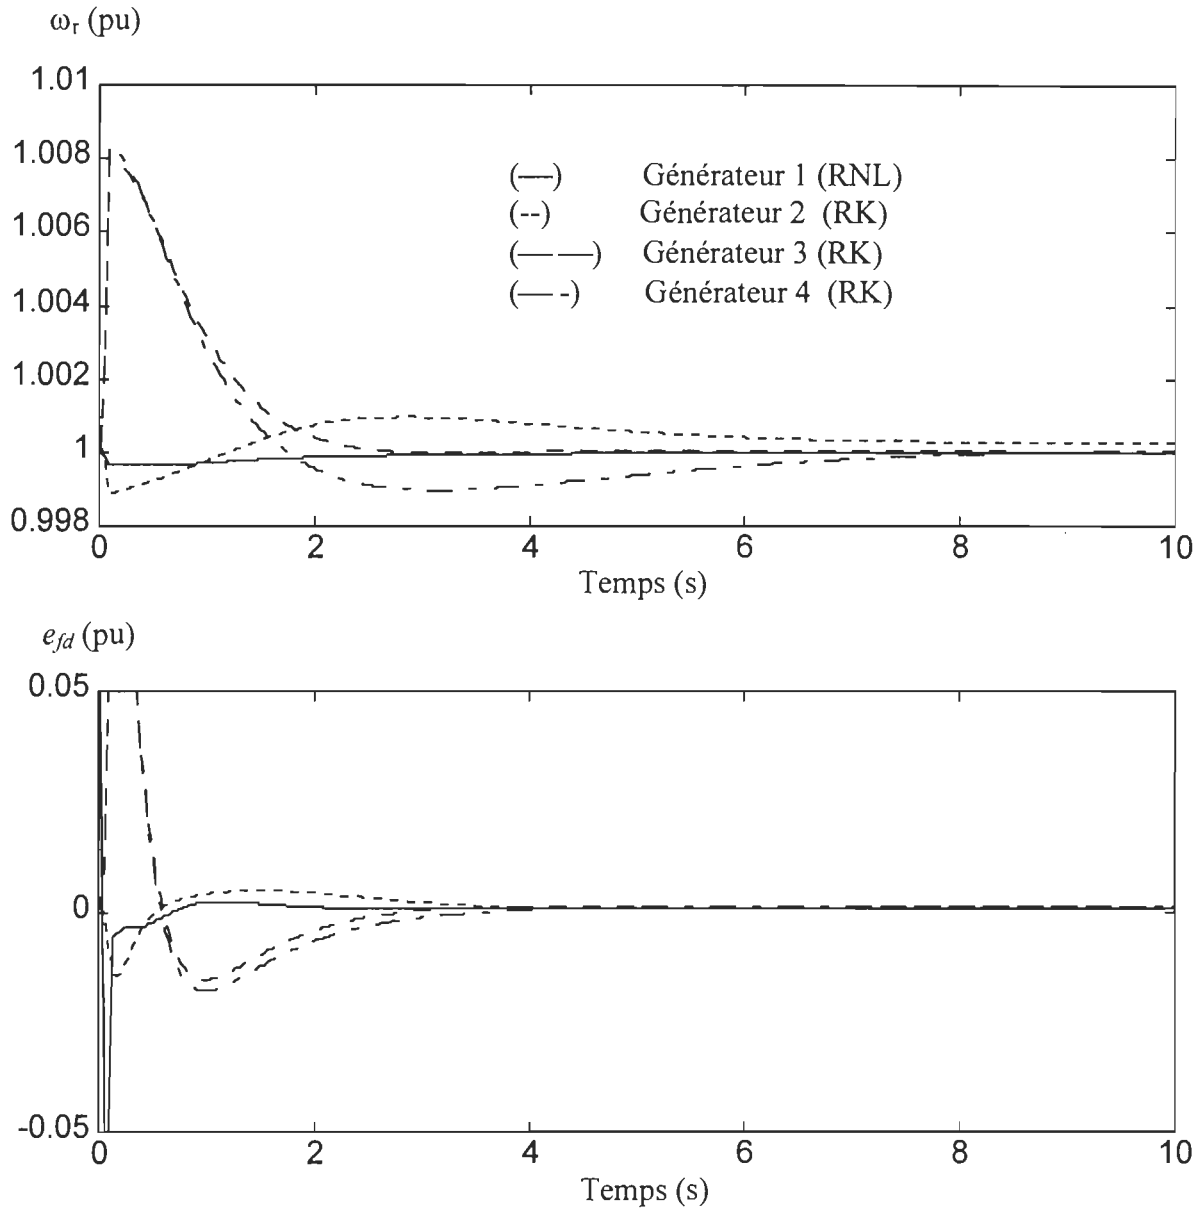 ωr (pu)
1.01
1.008
1.006
1.004
1.002
1
0.998
(—) Générateur 1 (RNL)
(--) Générateur 2 (RK)
(— —) Générateur 3 (RK)
(— -) Générateur 4 (RK)
0 2 4 6 8 10
Temps (s)
efd (pu)
0.05
0
-0.05
0 2 4 6 8 10
Temps (s)